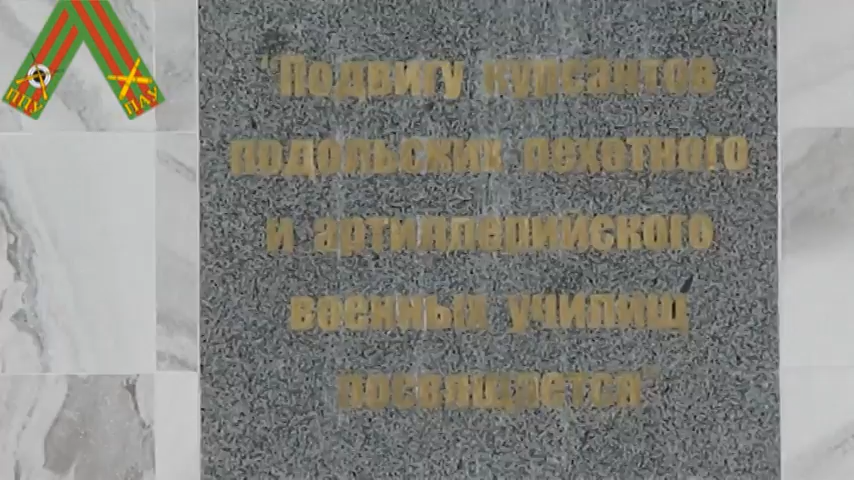 ППУ
ПАУ
"Подвигу курсантов
подольских пехотного
и артиллерийского
военных училищ
посвящается"